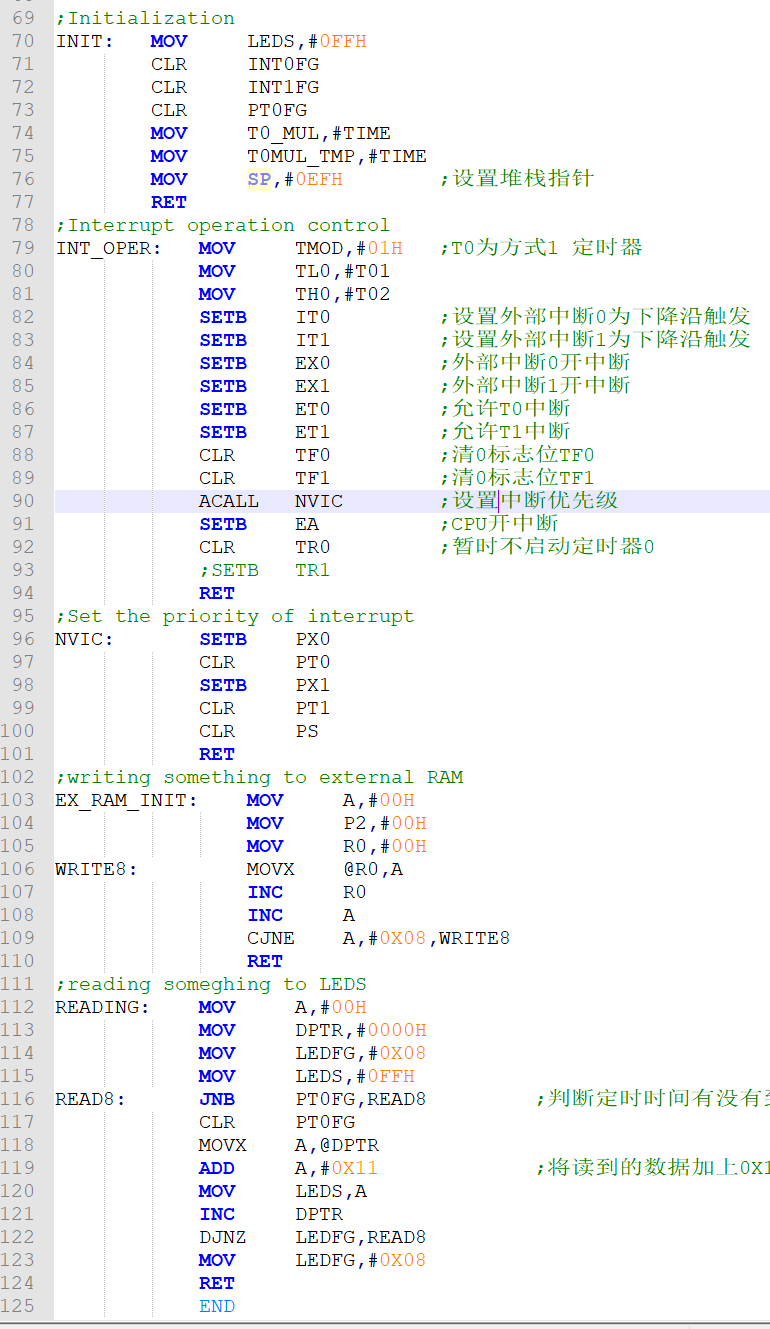 69 ;Initialization
70 INIT: MOV LEDS,#0FFH
71 CLR INT0FG
72 CLR INT1FG
73 CLR PT0FG
74 MOV T0_MUL,#TIME
75 MOV T0MUL_TMP,#TIME
76 MOV SP,#0EFH ;设置堆栈指针
77 RET
78 ;Interrupt operation control
79 INT_OPER: MOV TMOD,#01H ;T0为方式1 定时器
80 MOV TL0,#T01
81 MOV TH0,#T02
82 SETB IT0 ;设置外部中断0为下降沿触发
83 SETB IT1 ;设置外部中断1为下降沿触发
84 SETB EX0 ;外部中断0开中断
85 SETB EX1 ;外部中断1开中断
86 SETB ET0 ;允许T0中断
87 SETB ET1 ;允许T1中断
88 CLR TF0 ;清0标志位TF0
89 CLR TF1 ;清0标志位TF1
90 ACALL NVIC ;设置中断优先级
91 SETB EA ;CPU开中断
92 CLR TR0 ;暂时不启动定时器0
93 ;SETB TR1
94 RET
95 ;Set the priority of interrupt
96 NVIC: SETB PX0
97 CLR PT0
98 SETB PX1
99 CLR PT1
100 CLR PS
101 RET
102 ;writing something to external RAM
103 EX_RAM_INIT: MOV A,#00H
104 MOV P2,#00H
105 MOV R0,#00H
106 WRITE8: MOVX @R0,A
107 INC R0
108 INC A
109 CJNE A,#0X08,WRITE8
110 RET
111 ;reading someghing to LEDS
112 READING: MOV A,#00H
113 MOV DPTR,#0000H
114 MOV LEDFG,#0X08
115 MOV LEDS,#0FFH
116 READ8: JNB PT0FG,READ8 ;判断定时时间有没有
117 CLR PT0FG
118 MOVX A,@DPTR
119 ADD A,#0X11 ;将读到的数据加上0X1
120 MOV LEDS,A
121 INC DPTR
122 DJNZ LEDFG,READ8
123 MOV LEDFG,#0X08
124 RET
125 END